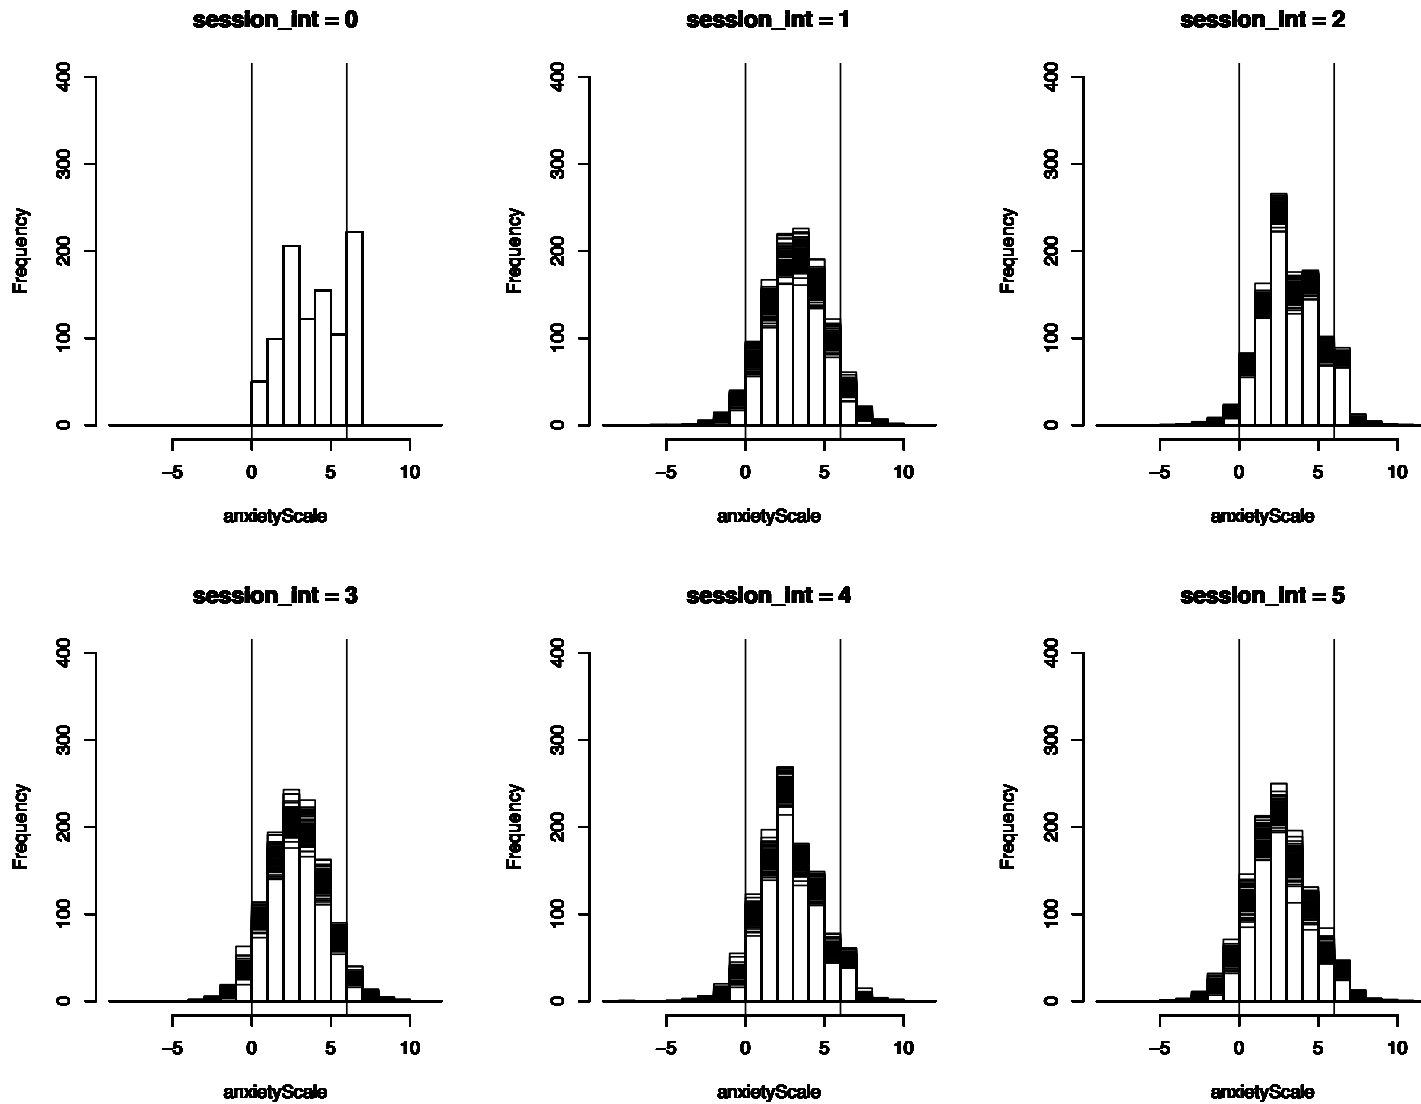 session_int = 0
400
300
200
100
0
Frequency
−5 0 5 10
anxietyScale
session_int = 1
400
300
200
100
0
Frequency
−5 0 5 10
anxietyScale
session_int = 2
400
300
200
100
0
Frequency
−5 0 5 10
anxietyScale
session_int = 3
400
300
200
100
0
Frequency
−5 0 5 10
anxietyScale
session_int = 4
400
300
200
100
0
Frequency
−5 0 5 10
anxietyScale
session_int = 5
400
300
200
100
0
Frequency
−5 0 5 10
anxietyScale